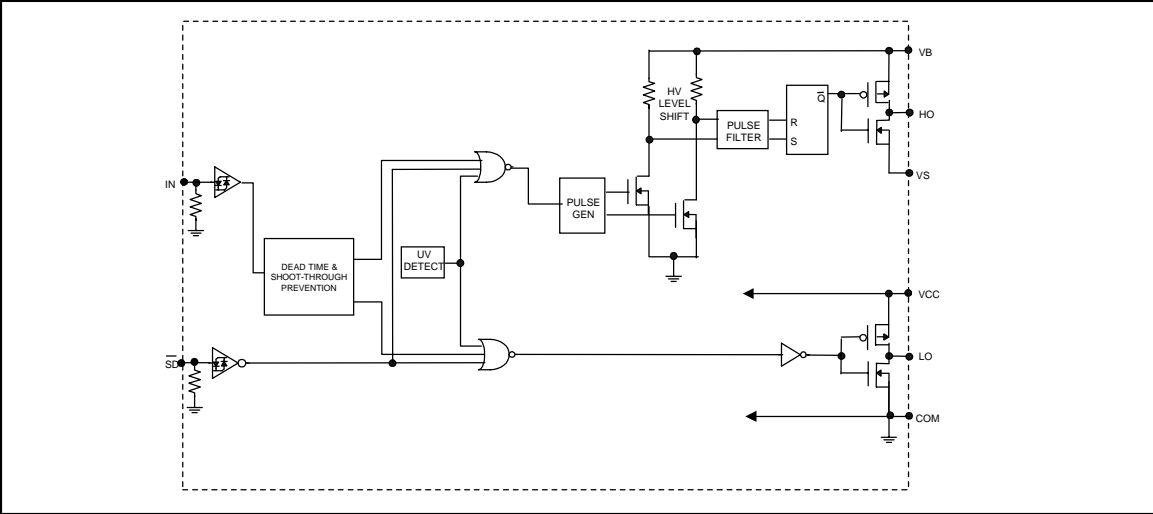 VB
HV
LEVEL
SHIFT
Q̅
PULSE
FILTER
R
S
HO
VS
IN
PULSE
GEN
UV
DETECT
DEAD TIME &
SHOOT-THROUGH
PREVENTION
VCC
S̅D̅
LO
COM